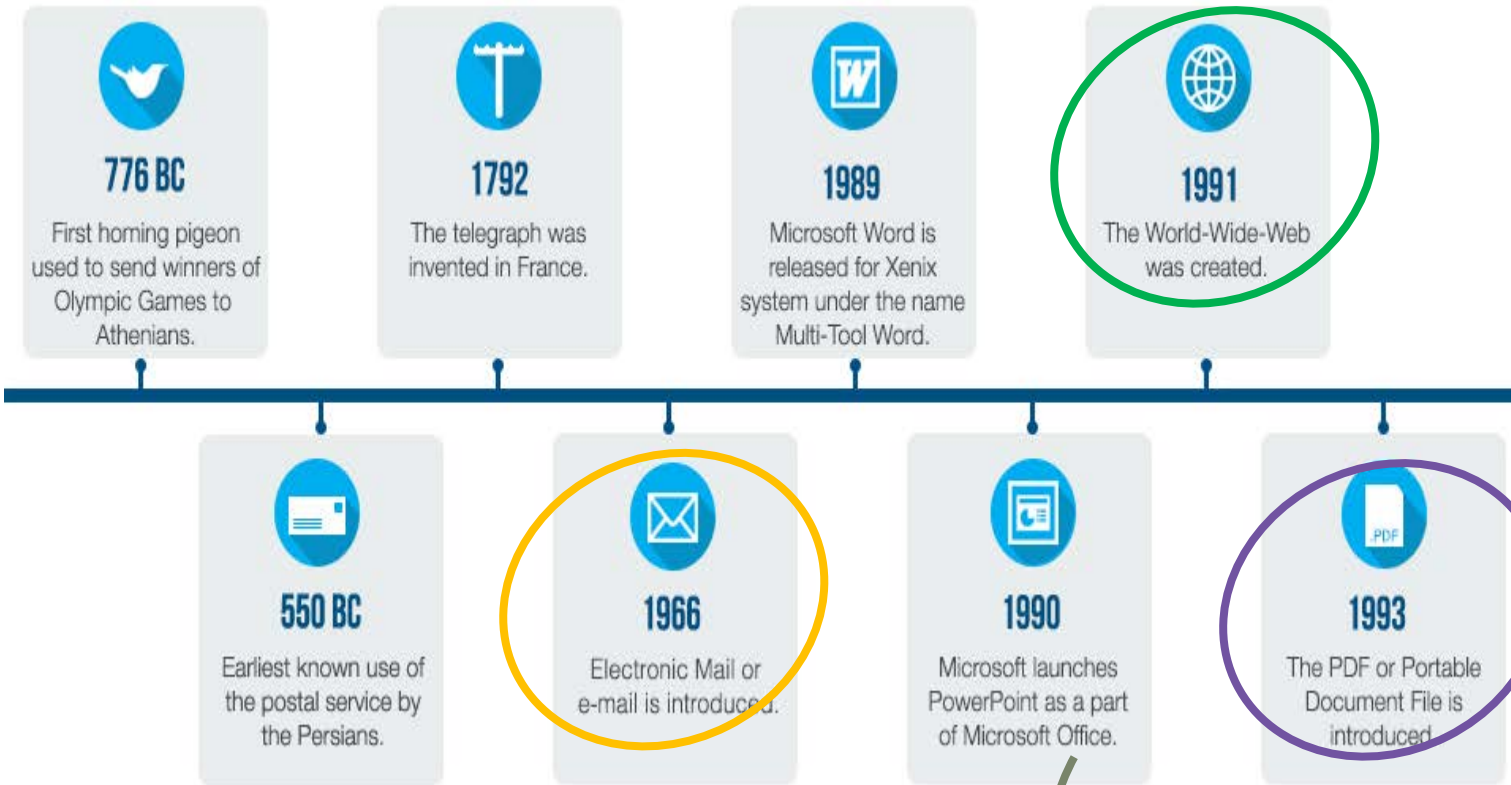 776 BC
First homing pigeon
used to send winners of
Olympic Games to
Athenians.
1792
The telegraph was
invented in France.
W
1989
Microsoft Word is
released for Xenix
system under the name
Multi-Tool Word.
1991
The World-Wide-Web
was created.
550 BC
Earliest known use of
the postal service by
the Persians.
1966
Electronic Mail or
e-mail is introduced.
1990
Microsoft launches
PowerPoint as a part
of Microsoft Office.
.PDF
1993
The PDF or Portable
Document File is
introduced